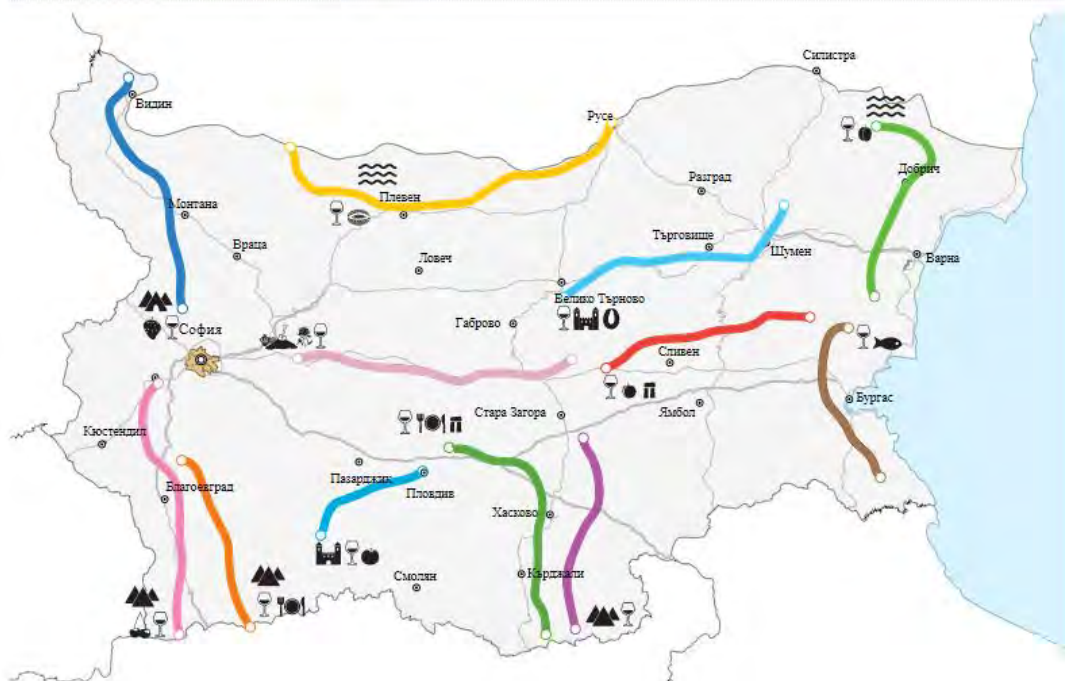 Силистра
Видин
Русе
Добрич
Разград
Плевен
Монтана
Търговище
Шумен
Враца
Варна
Ловеч
Велико Търново
Габрово
София
Сливен
Бургас
Стара Загора
Ямбол
Кюстендил
Пазарджик
Пловдив
Благоевград
Хасково
Смолян
Кърджали